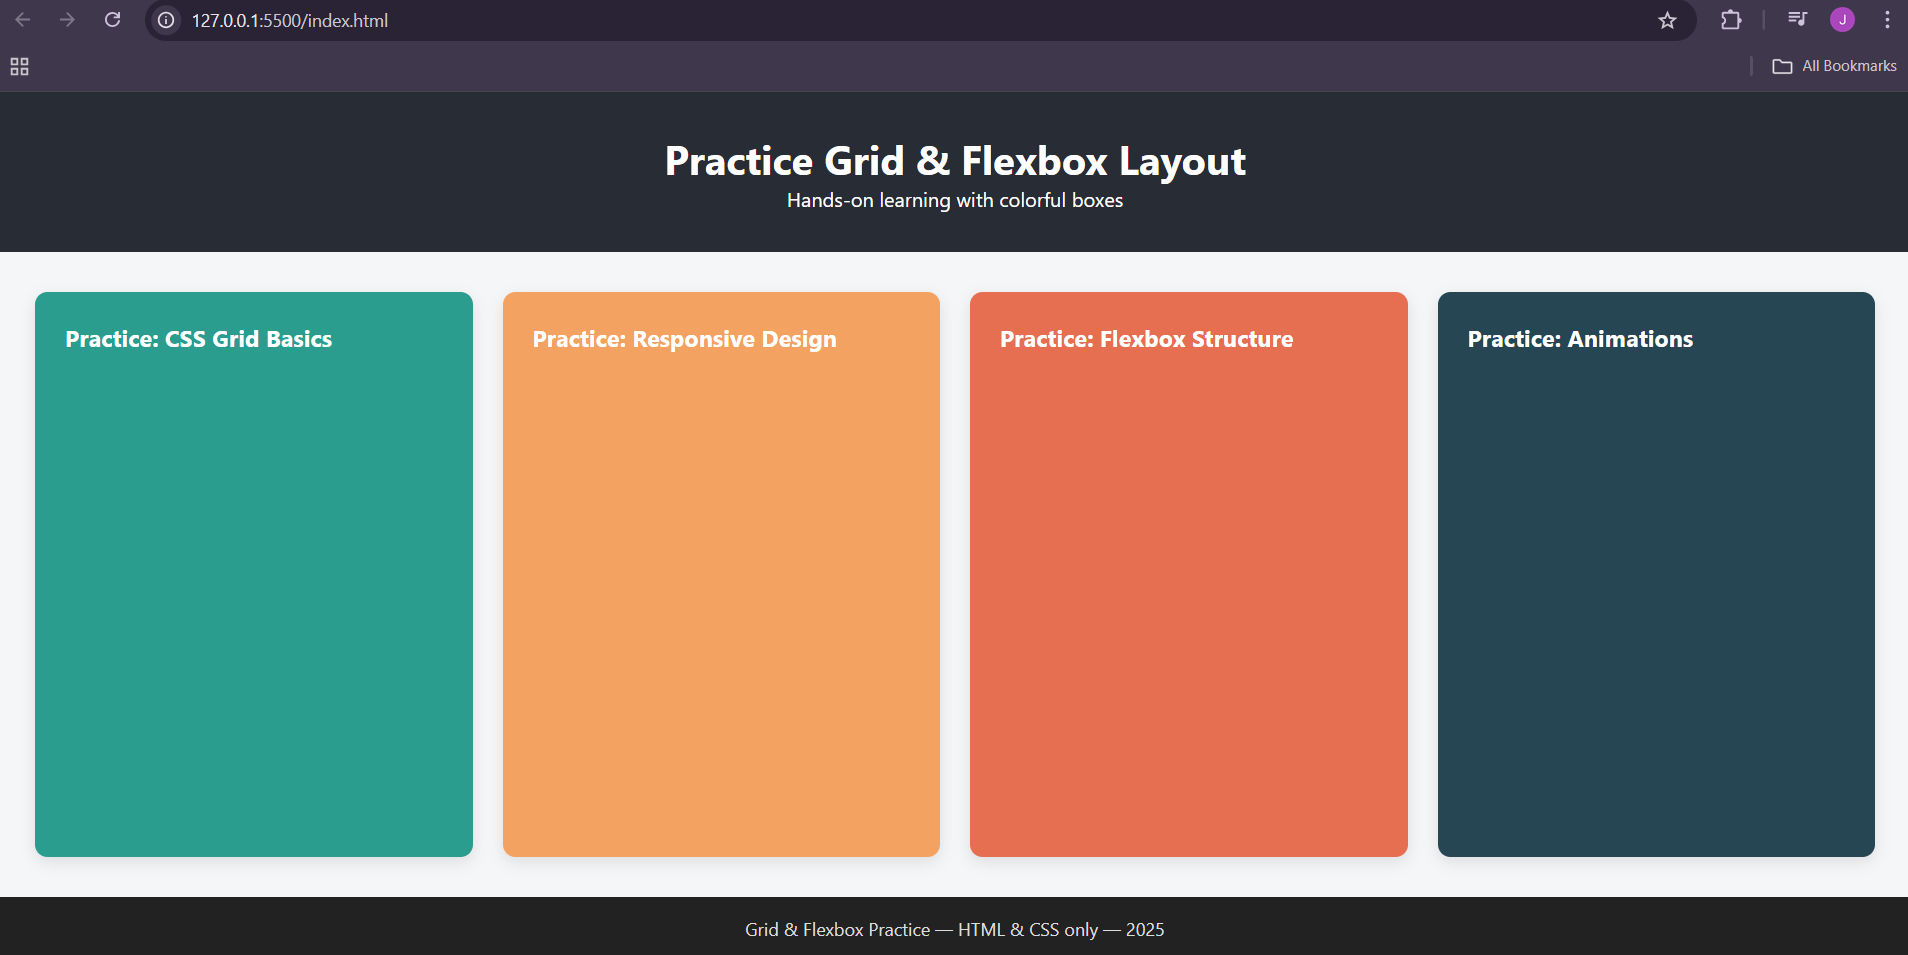 127.0.0.1:5500/index.html
J
All Bookmarks
Practice Grid & Flexbox Layout
Hands-on learning with colorful boxes
Practice: CSS Grid Basics
Practice: Responsive Design
Practice: Flexbox Structure
Practice: Animations
Grid & Flexbox Practice — HTML & CSS only — 2025